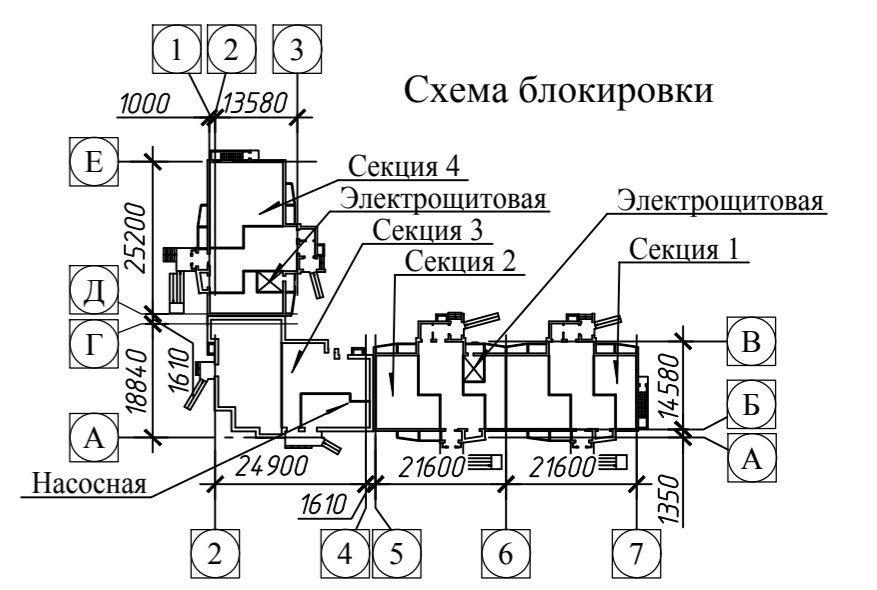 1 2 3
Схема блокировки
1000 13580
Е
Секция 4
Электрощитовая
Электрощитовая
Секция 3
Секция 2
Секция 1
25200
Д
Г
В
1610
18840
14580
Б
А
А
24900
21600
21600
Насосная
1610
1350
2 4 5 6 7